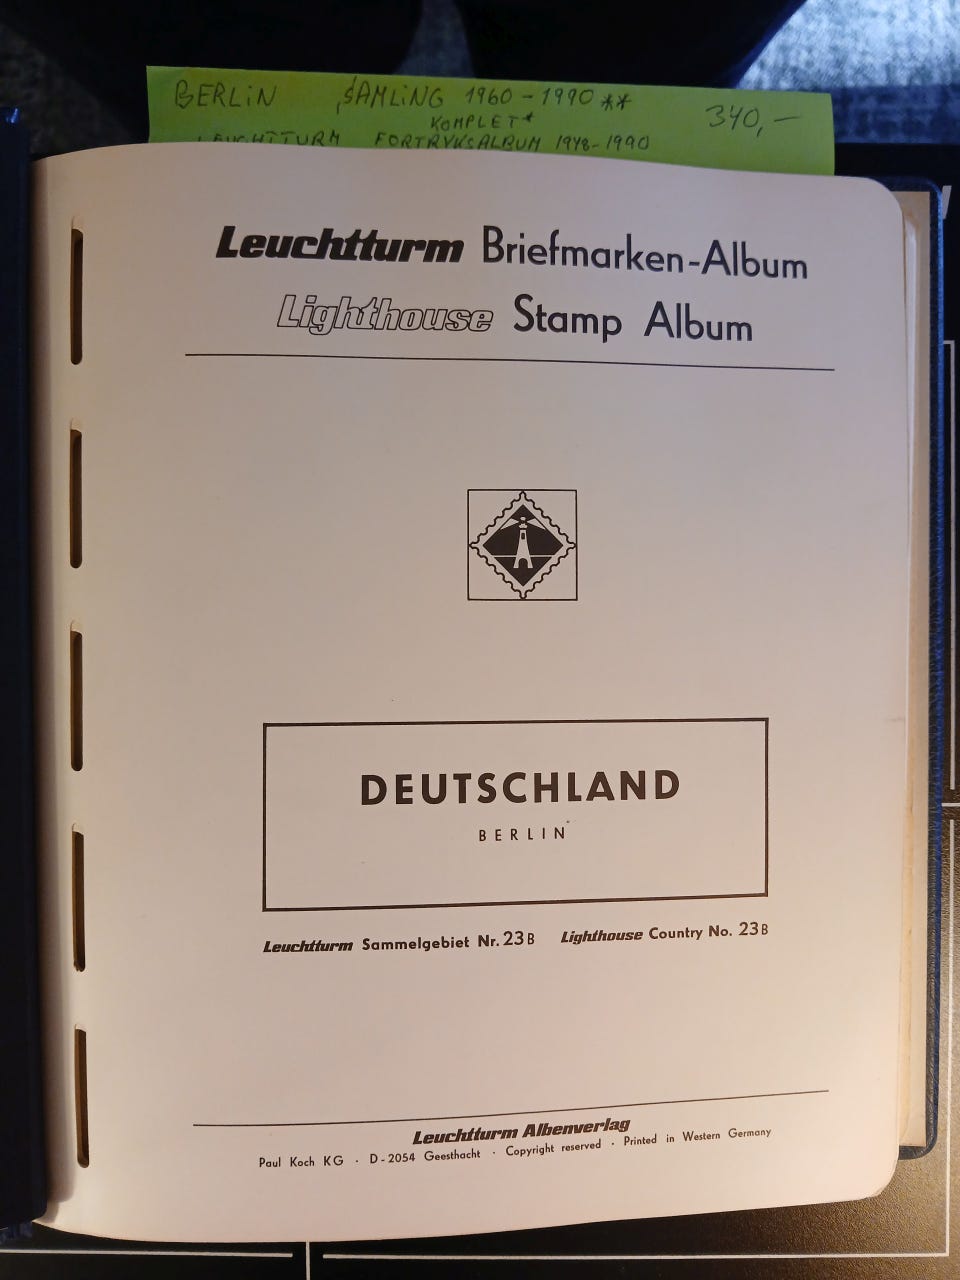 BERLiN SAMLiNG 1960-1990 ** 340,-
KOMPLET*
LEUCHTTURM FORTRYKSALBUM 1948-1990
Leuchtturm Briefmarken-Album
Lighthouse Stamp Album
DEUTSCHLAND
BERLIN
Leuchtturm Sammelgebiet Nr. 23B Lighthouse Country No. 23B
Leuchtturm Albenverlag
Paul Koch KG · D-2054 Geesthacht · Copyright reserved · Printed in Western Germany